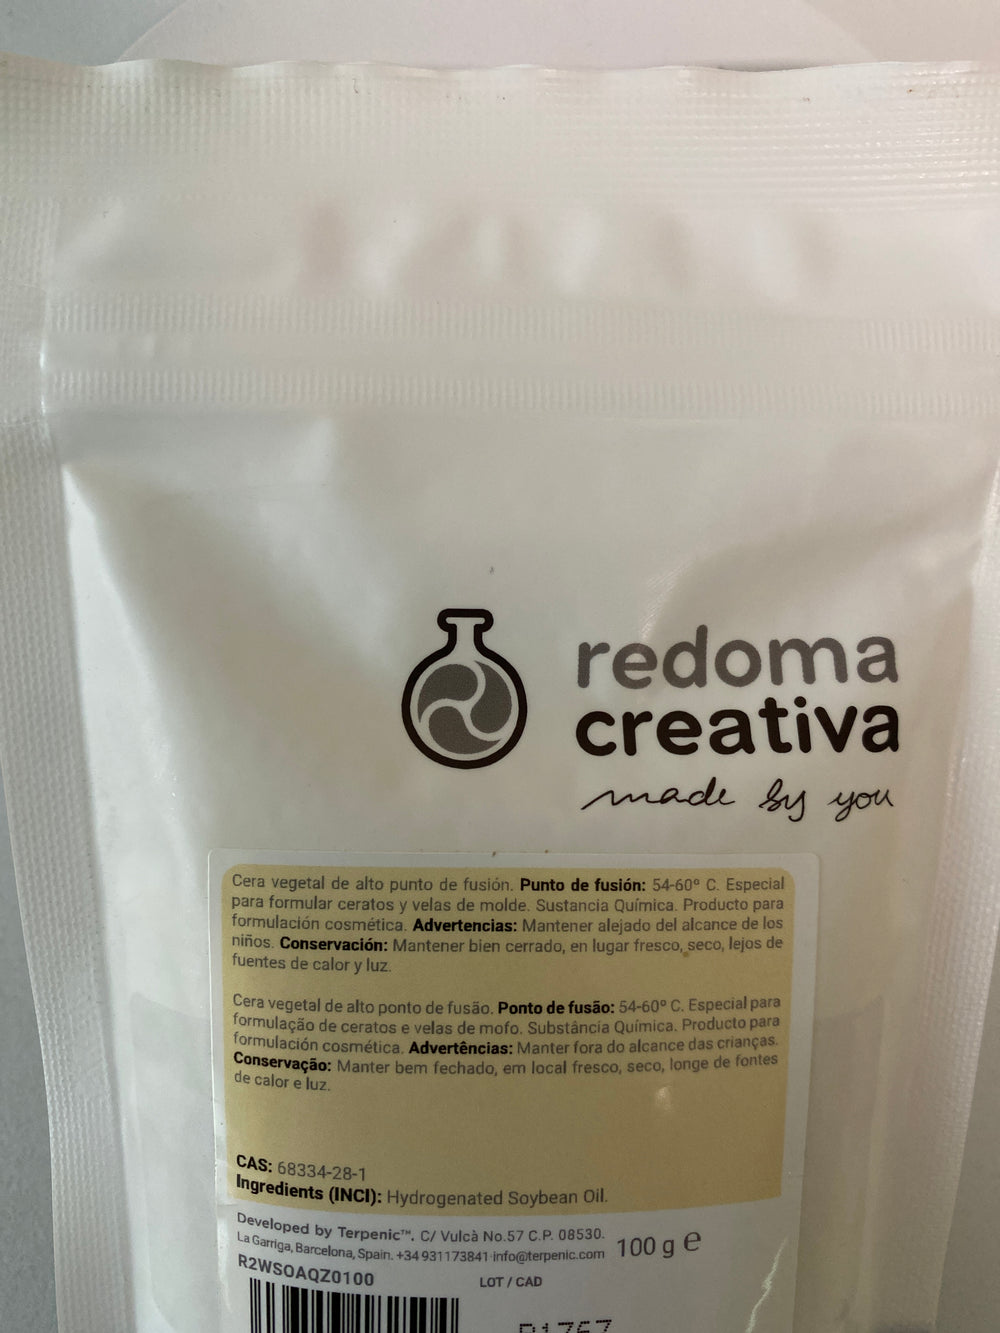 redoma
creativa
made by you
Cera vegetal de alto punto de fusión. Punto de fusión: 54-60º C. Especial
para formular ceratos y velas de molde. Sustancia Química. Producto para
formulación cosmética. Advertencias: Mantener alejado del alcance de los
niños. Conservación: Mantener bien cerrado, en lugar fresco, seco, lejos de
fuentes de calor y luz.
Cera vegetal de alto ponto de fusão. Ponto de fusão: 54-60º C. Especial para
formulação de ceratos e velas de mofo. Substância Química. Producto para
formulación cosmética. Advertências: Manter fora do alcance das crianças.
Conservação: Manter bem fechado, em local fresco, seco, longe de fontes
de calor e luz.
CAS: 68334-28-1
Ingredients (INCI): Hydrogenated Soybean Oil.
Developed by Terpenic™. C/ Vulcà No.57 C.P. 08530.
La Garriga, Barcelona, Spain. +34 931173841 info@terpenic.com
100 g ℮
R2WSOAQZ0100
LOT / CAD